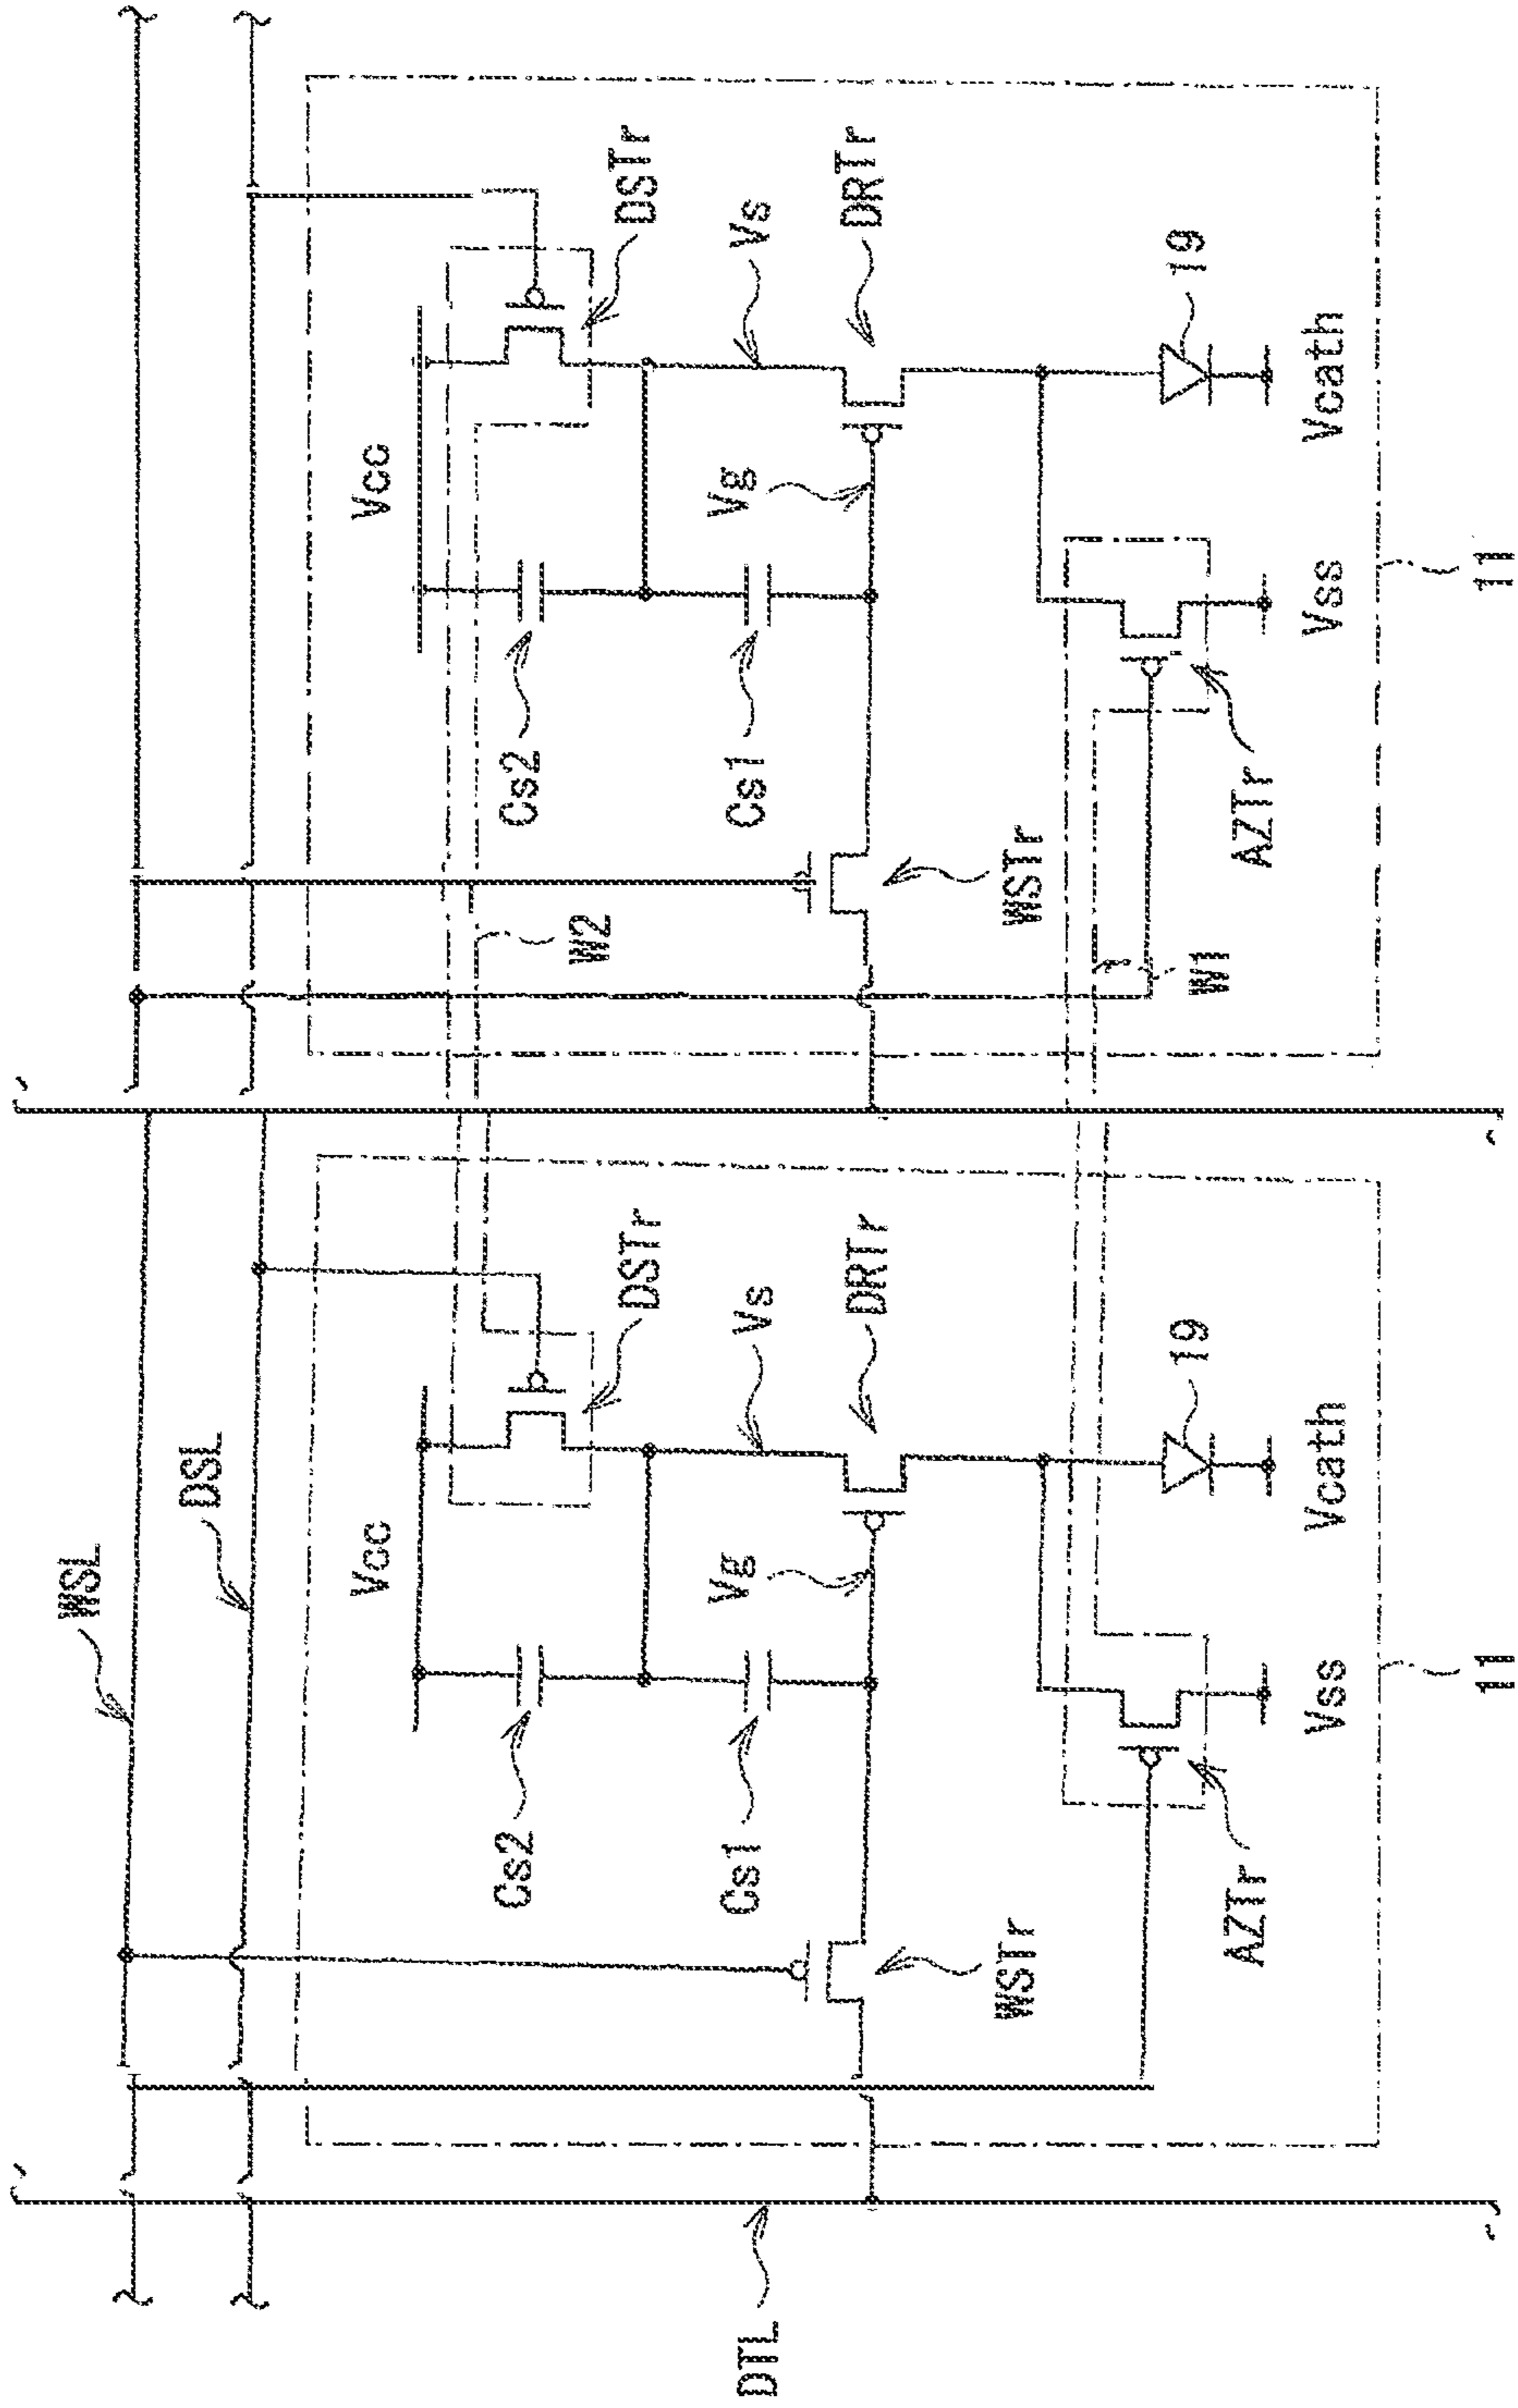 WSL
DSL
DTL
Vcc
DSTr
Cs2
Vs
Cs1
Vg
DRTr
WSTr
19
AZTr
Vss
Vcath
11
Vcc
DSTr
Cs2
W2
Vs
Cs1
Vg
DRTr
WSTr
19
W1
AZTr
Vss
Vcath
11